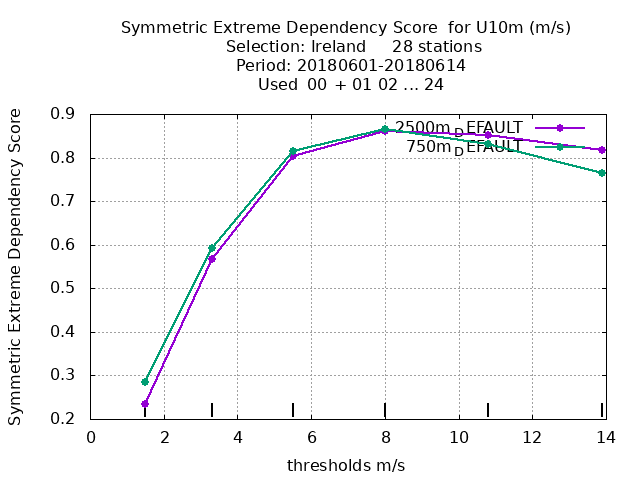 Symmetric Extreme Dependency Score  for U10m (m/s)
Selection: Ireland     28 stations
Period: 20180601-20180614
Used  00  + 01 02 ... 24
Symmetric Extreme Dependency Score
0.9
0.8
0.7
0.6
0.5
0.4
0.3
0.2
2500m_DEFAULT
750m_DEFAULT
0 2 4 6 8 10 12 14
thresholds m/s